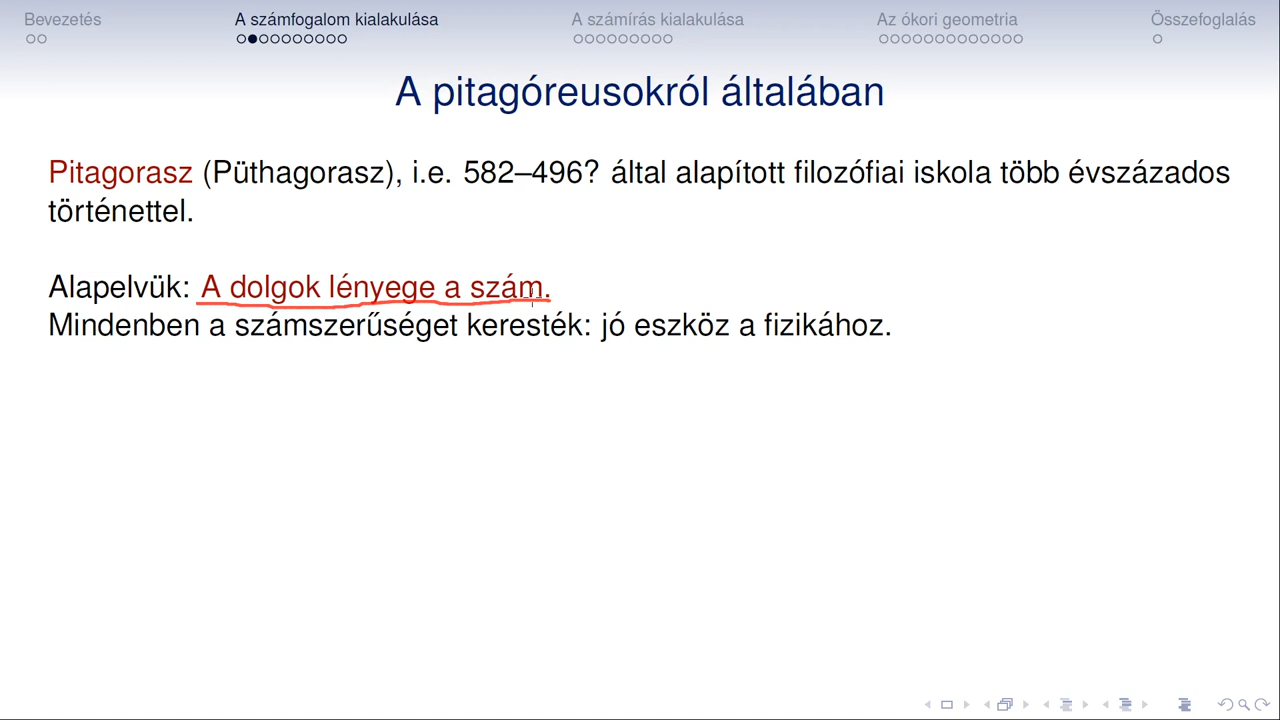 Bevezetés
A számfogalom kialakulása
A számírás kialakulása
Az ókori geometria
Összefoglalás
A pitagóreusokról általában
Pitagorasz (Püthagorasz), i.e. 582–496? által alapított filozófiai iskola több évszázados
történettel.
Alapelvük: A dolgok lényege a szám.
Mindenben a számszerűséget keresték: jó eszköz a fizikához.